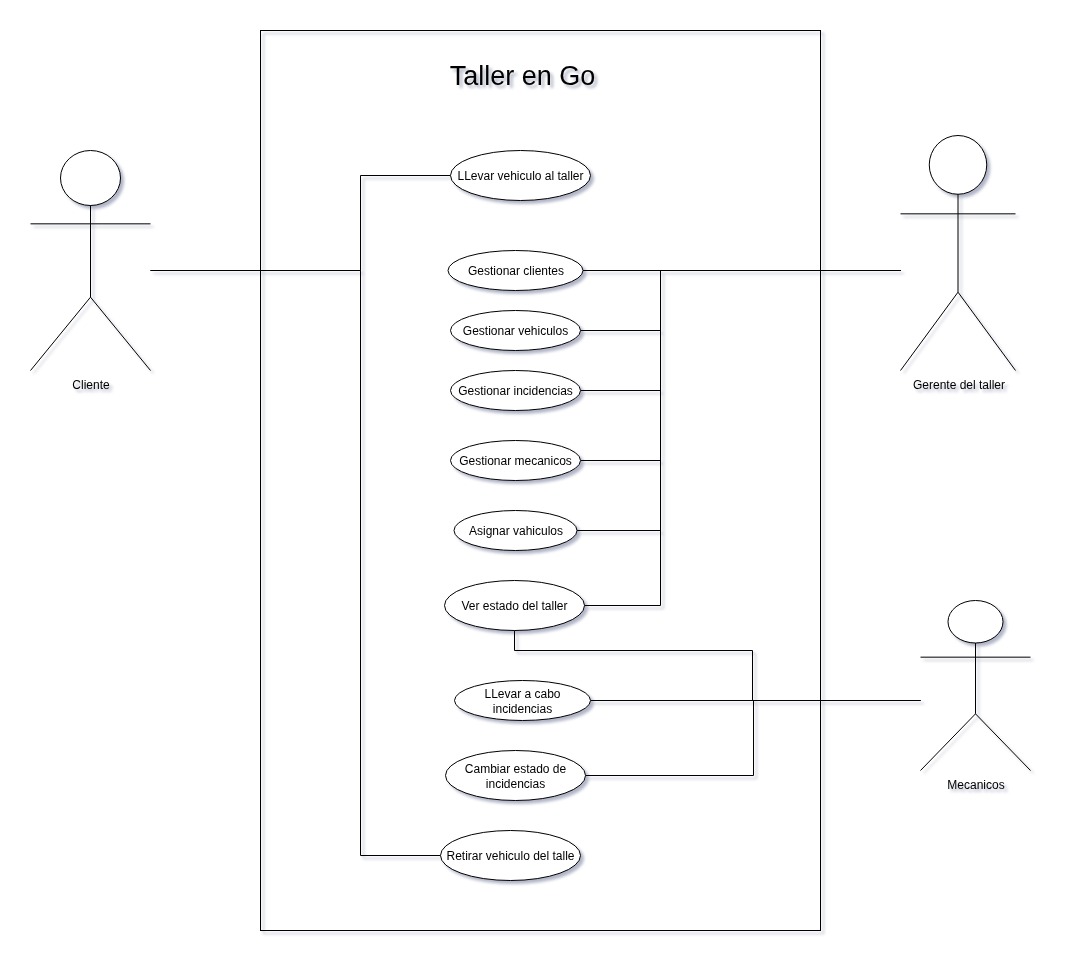 Taller en Go
LLevar vehiculo al taller
Gestionar clientes
Gestionar vehiculos
Gestionar incidencias
Cliente
Gerente del taller
Gestionar mecanicos
Asignar vahiculos
Ver estado del taller
LLevar a cabo
incidencias
Cambiar estado de
incidencias
Mecanicos
Retirar vehiculo del talle